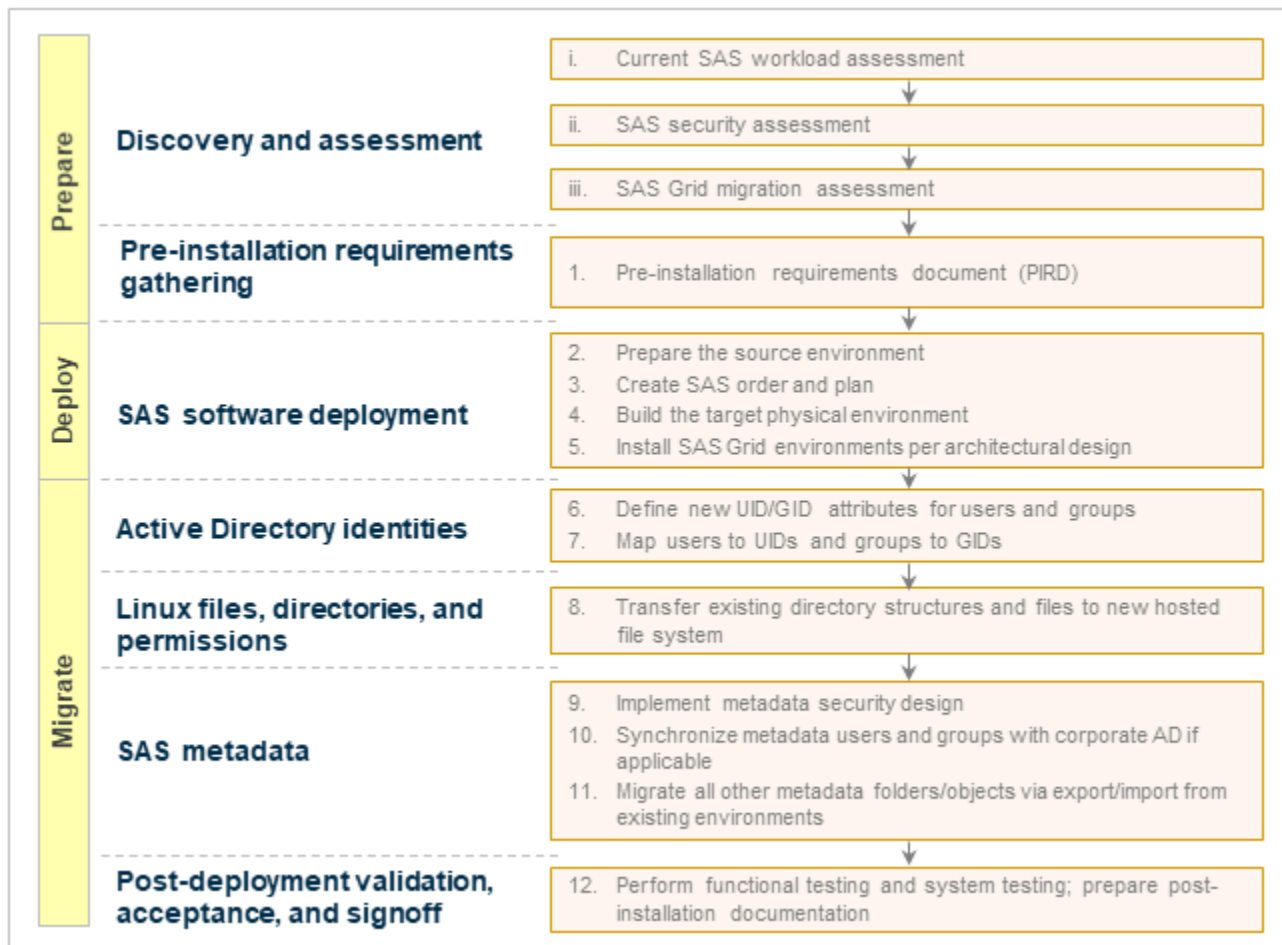 Prepare
Discovery and assessment
i. Current SAS workload assessment
ii. SAS security assessment
iii. SAS Grid migration assessment
Pre-installation requirements
gathering
1. Pre-installation requirements document (PIRD)
Deploy
SAS software deployment
2. Prepare the source environment
3. Create SAS order and plan
4. Build the target physical environment
5. Install SAS Grid environments per architectural design
Migrate
Active Directory identities
6. Define new UID/GID attributes for users and groups
7. Map users to UIDs and groups to GIDs
Linux files, directories, and
permissions
8. Transfer existing directory structures and files to new hosted
file system
SAS metadata
9. Implement metadata security design
10. Synchronize metadata users and groups with corporate AD if
applicable
11. Migrate all other metadata folders/objects via export/import from
existing environments
Post-deployment validation,
acceptance, and signoff
12. Perform functional testing and system testing; prepare post-
installation documentation